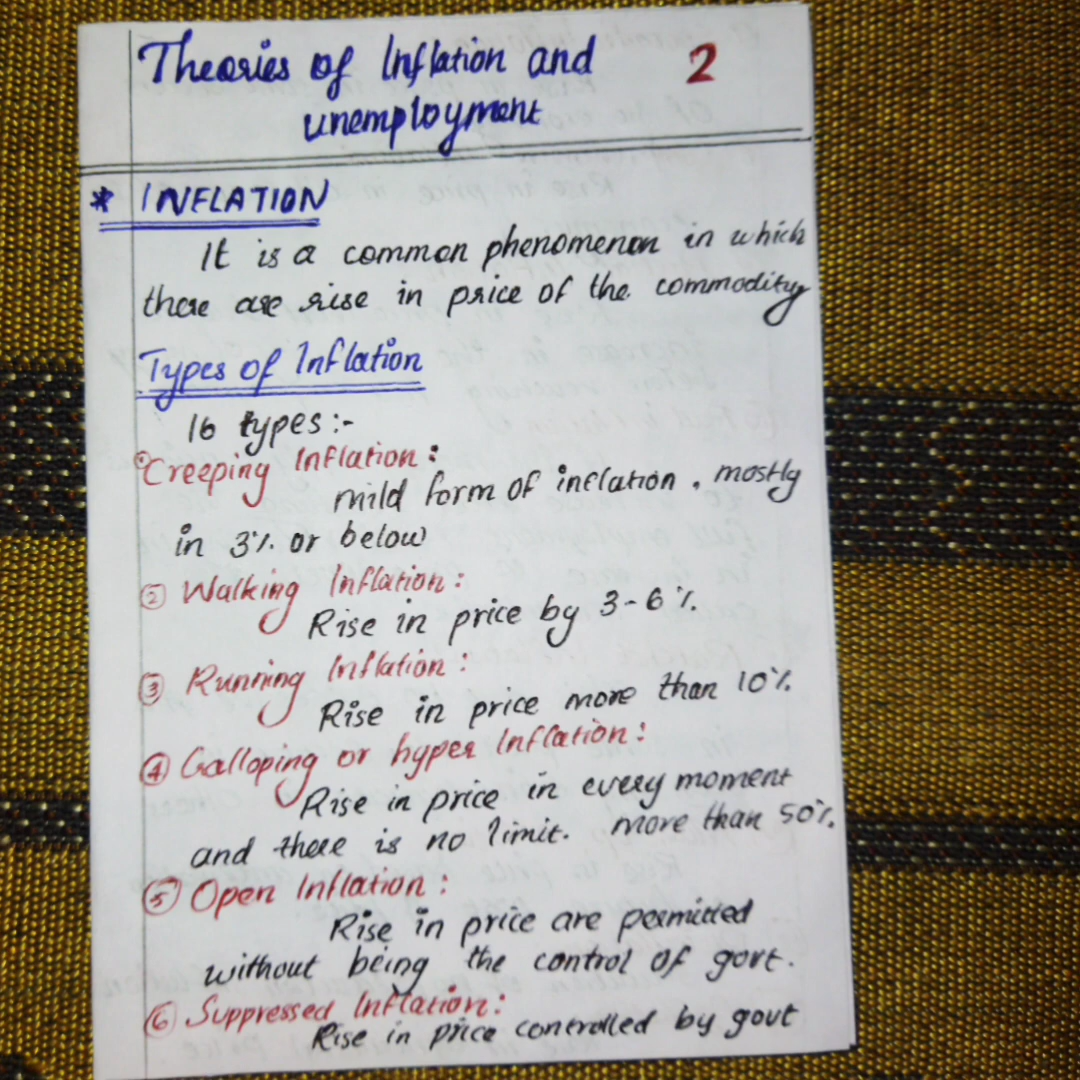 Theories of Inflation and 2
unemployment
* INFLATION
It is a common phenomenon in which
there are rise in price of the commodity
Types of Inflation
16 types :-
① Creeping Inflation :
mild form of inflation . mostly
in 3% or below
② Walking Inflation :
Rise in price by 3-6%.
③ Running Inflation :
Rise in price more than 10%.
④ Galloping or hyper Inflation :
Rise in price in every moment
and there is no limit. more than 50%.
⑤ Open Inflation :
Rise in price are permitted
without being the control of govt.
⑥ Suppressed Inflation :
Rise in price controlled by govt